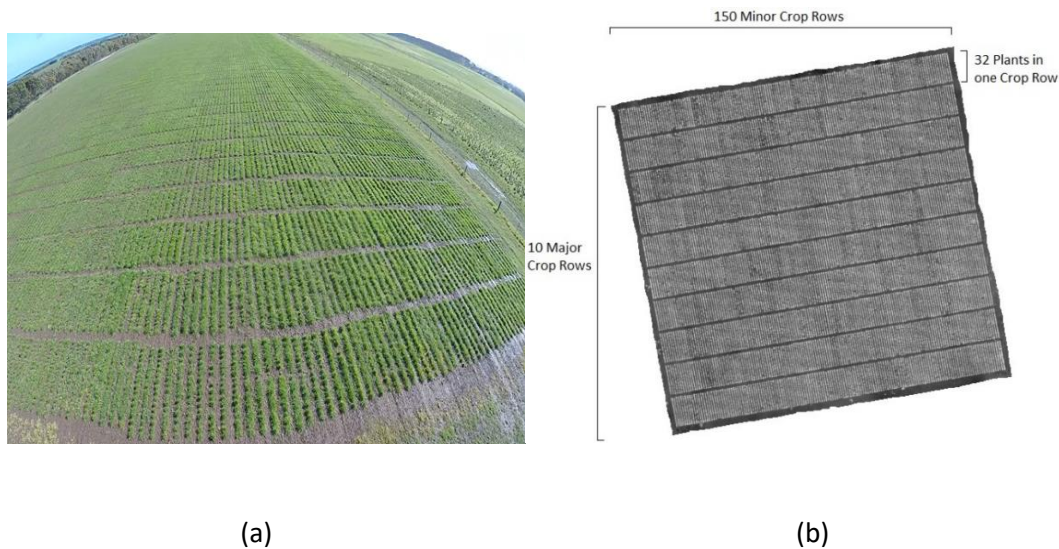 150 Minor Crop Rows
32 Plants in
one Crop Row
10 Major
Crop Rows
(a)
(b)